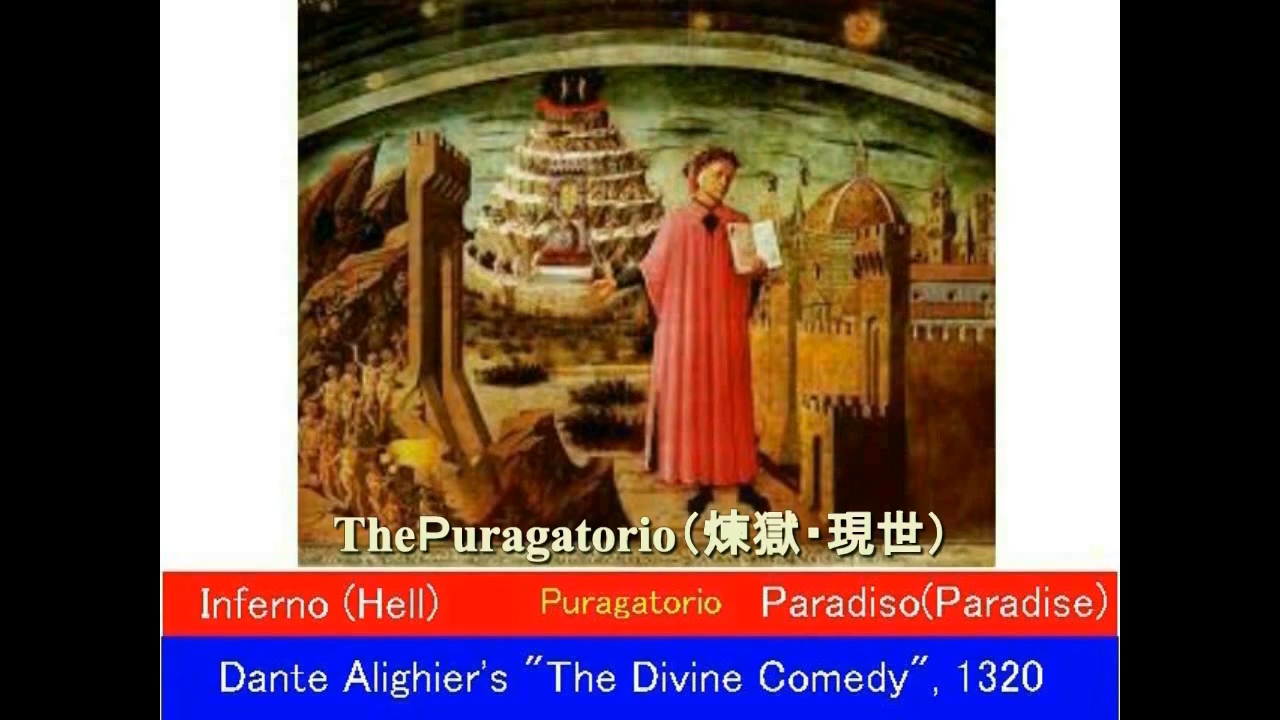 ThePuragatorio（煉獄・現世）
Inferno (Hell) Puragatorio Paradiso(Paradise)
Dante Alighier's "The Divine Comedy", 1320